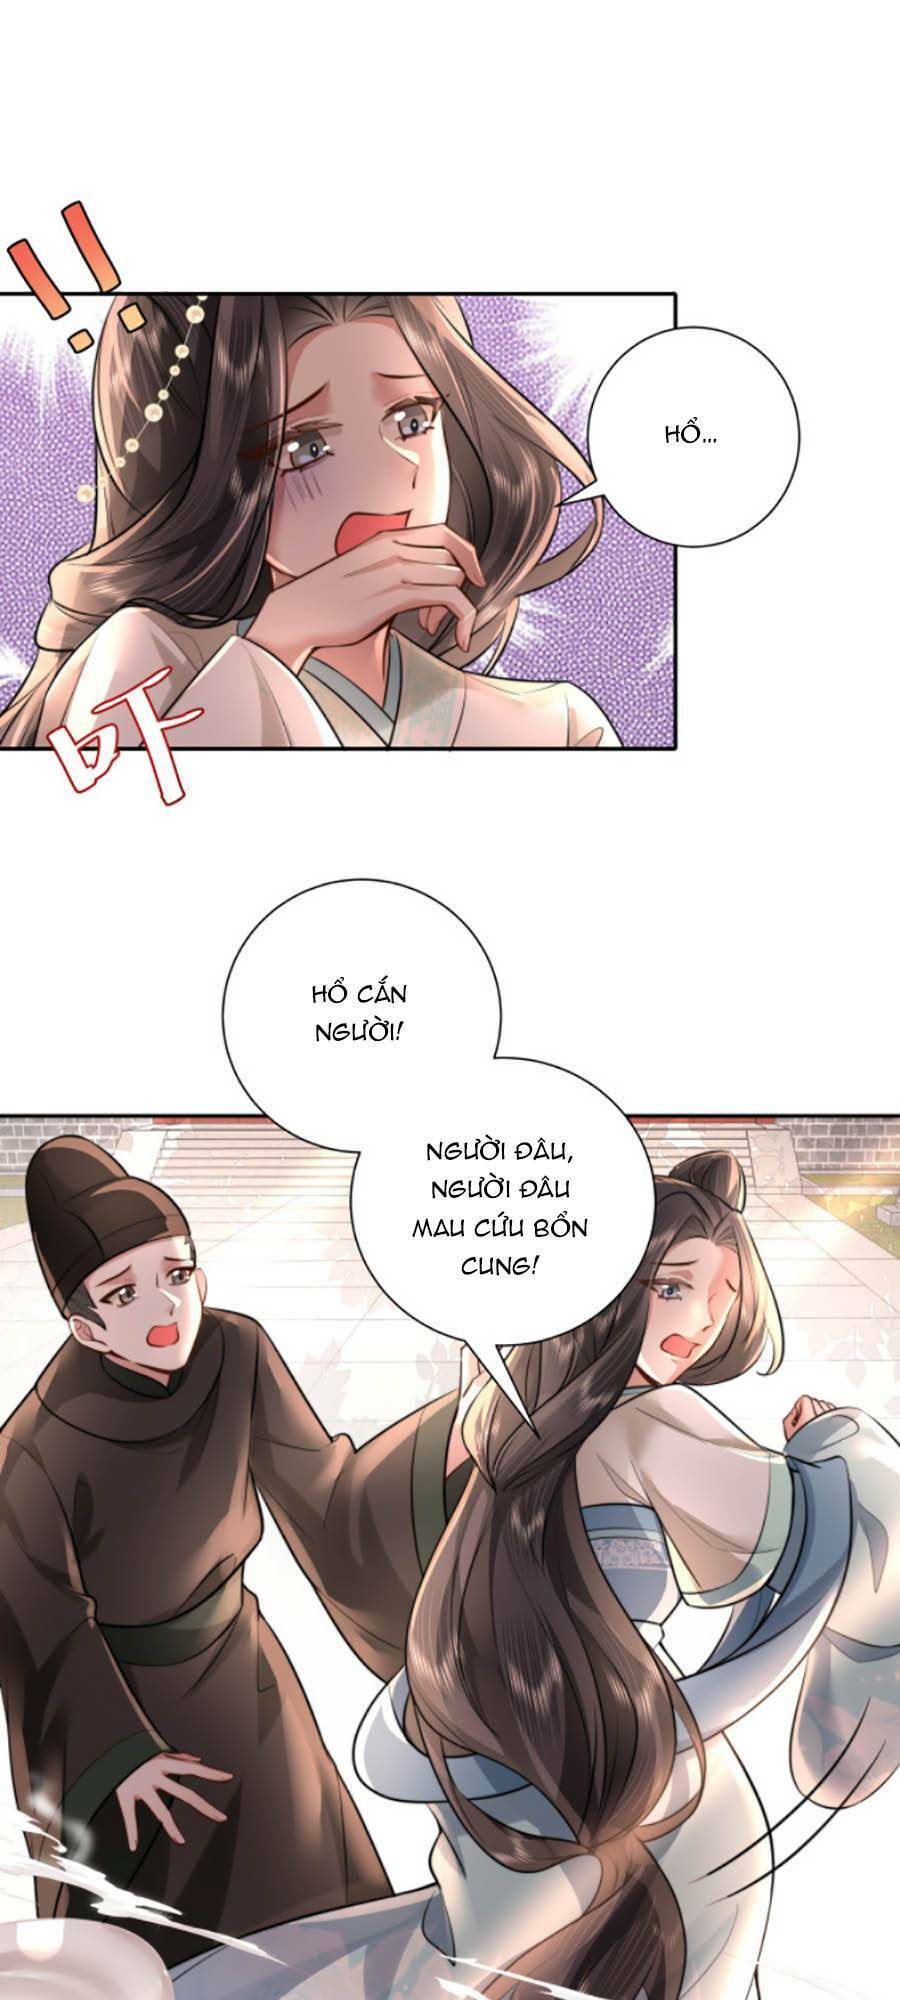 !!
HỔ...
吓
HỔ CẮN
NGƯỜI!
NGƯỜI ĐÂU,
NGƯỜI ĐÂU
MAU CỨU BỔN
CUNG!